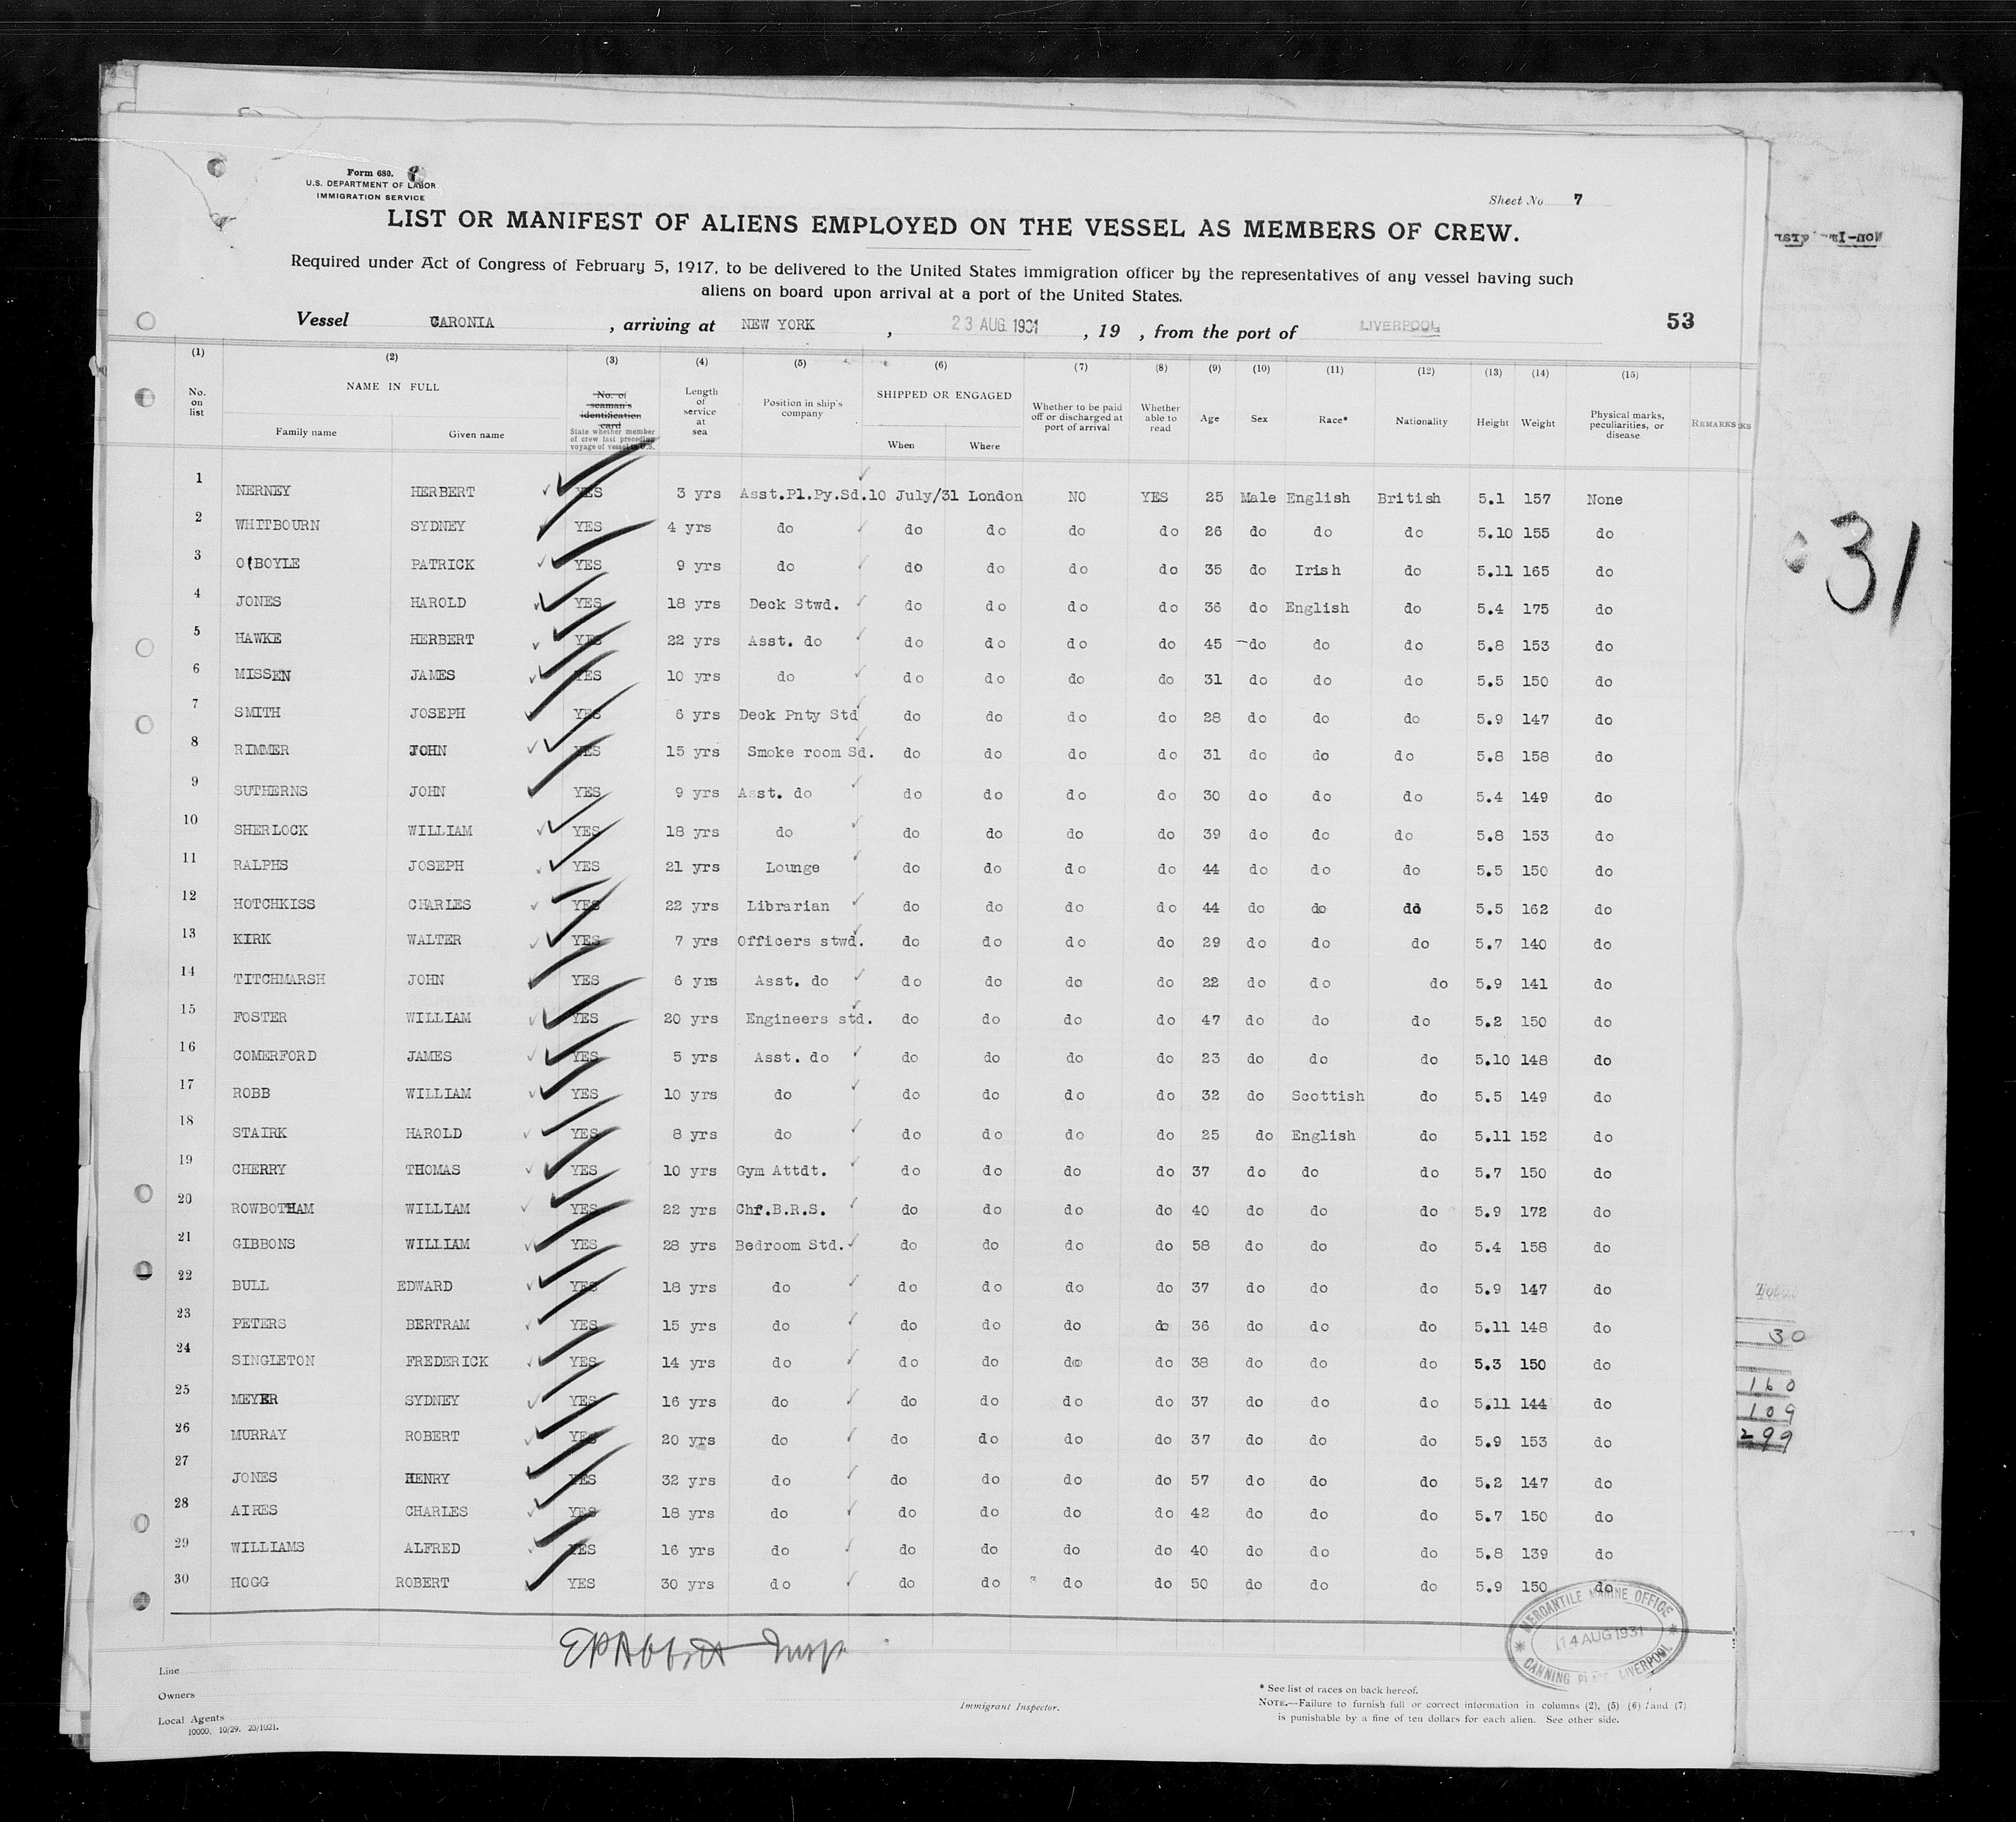 Form 680.
U.S. DEPARTMENT OF LABOR
IMMIGRATION SERVICE
Sheet No 7
LIST OR MANIFEST OF ALIENS EMPLOYED ON THE VESSEL AS MEMBERS OF CREW.
Required under Act of Congress of February 5, 1917, to be delivered to the United States immigration officer by the representatives of any vessel having such
aliens on board upon arrival at a port of the United States.
Vessel CARONIA , arriving at NEW YORK , 23 AUG. 1931 , 19 , from the port of LIVERPOOL 53
(1) (2) (3) (4) (5) (6) (7) (8) (9) (10) (11) (12) (13) (14) (15)
No. on list NAME IN FULL Family name Given name No. of seaman's identification card State whether member of crew last preceding voyage of vessel to U.S. Length of service at sea Position in ship's company SHIPPED OR ENGAGED When Where Whether to be paid off or discharged at port of arrival Whether able to read Age Sex Race* Nationality Height Weight Physical marks, peculiarities, or disease REMARKS
1 NERNEY HERBERT YES 3 yrs Asst.Pl.Py.Sd. 10 July/31 London NO YES 25 Male English British 5.1 157 None
2 WHITBOURN SYDNEY YES 4 yrs do do do do do 26 do do do 5.10 155 do
3 O'BOYLE PATRICK YES 9 yrs do do do do do 35 do Irish do 5.11 165 do
4 JONES HAROLD YES 18 yrs Deck Stwd. do do do do 36 do English do 5.4 175 do
5 HAWKE HERBERT YES 22 yrs Asst. do do do do do 45 do do do 5.8 153 do
6 MISSEN JAMES YES 10 yrs do do do do do 31 do do do 5.5 150 do
7 SMITH JOSEPH YES 6 yrs Deck Pnty Std do do do do 28 do do do 5.9 147 do
8 RIMMER JOHN YES 15 yrs Smoke room Sd. do do do do 31 do do do 5.8 158 do
9 SUTHERNS JOHN YES 9 yrs Asst. do do do do do 30 do do do 5.4 149 do
10 SHERLOCK WILLIAM YES 18 yrs do do do do do 39 do do do 5.8 153 do
11 RALPHS JOSEPH YES 21 yrs Lounge do do do do 44 do do do 5.5 150 do
12 HOTCHKISS CHARLES YES 22 yrs Librarian do do do do 44 do do do 5.5 162 do
13 KIRK WALTER YES 7 yrs Officers stwd. do do do do 29 do do do 5.7 140 do
14 TITCHMARSH JOHN YES 6 yrs Asst. do do do do do 22 do do do 5.9 141 do
15 FOSTER WILLIAM YES 20 yrs Engineers std. do do do do 47 do do do 5.2 150 do
16 COMERFORD JAMES YES 5 yrs Asst. do do do do do 23 do do do 5.10 148 do
17 ROBB WILLIAM YES 10 yrs do do do do do 32 do Scottish do 5.5 149 do
18 STAIRK HAROLD YES 8 yrs do do do do do 25 do English do 5.11 152 do
19 CHERRY THOMAS YES 10 yrs Gym Attdt. do do do do 37 do do do 5.7 150 do
20 ROWBOTHAM WILLIAM YES 22 yrs Chf.B.R.S. do do do do 40 do do do 5.9 172 do
21 GIBBONS WILLIAM YES 28 yrs Bedroom Std. do do do do 58 do do do 5.4 158 do
22 BULL EDWARD YES 18 yrs do do do do do 37 do do do 5.9 147 do
23 PETERS BERTRAM YES 15 yrs do do do do do 36 do do do 5.11 148 do
24 SINGLETON FREDERICK YES 14 yrs do do do do do 38 do do do 5.3 150 do
25 MEYER SYDNEY YES 16 yrs do do do do do 37 do do do 5.11 144 do
26 MURRAY ROBERT YES 20 yrs do do do do do 37 do do do 5.9 153 do
27 JONES HENRY YES 32 yrs do do do do do 57 do do do 5.2 147 do
28 AIRES CHARLES YES 18 yrs do do do do do 42 do do do 5.7 150 do
29 WILLIAMS ALFRED YES 16 yrs do do do do do 40 do do do 5.8 139 do
30 HOGG ROBERT YES 30 yrs do do do do do 50 do do do 5.9 150 do
31
Total
30
160
109
299
EPAbbott Insp
MERCANTILE MARINE OFFICE
14 AUG 1931
CANNING PLACE LIVERPOOL
Line
Owners
Local Agents
10000, 10/29. 23/1021.
Immigrant Inspector.
* See list of races on back hereof.
NOTE.—Failure to furnish full or correct information in columns (2), (5) (6) and (7)
is punishable by a fine of ten dollars for each alien. See other side.